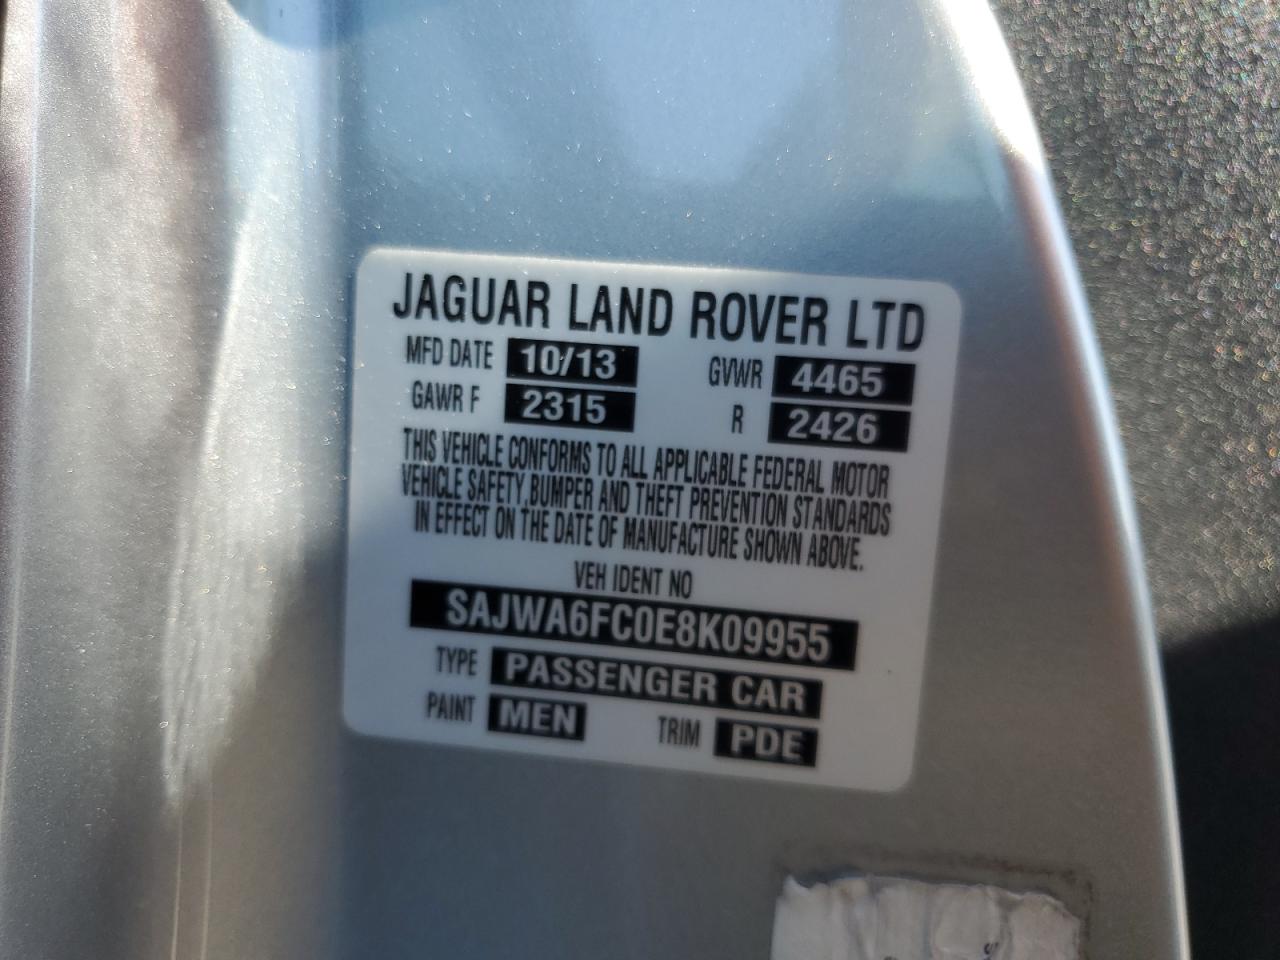 JAGUAR LAND ROVER LTD
MFD DATE 10/13 GVWR 4465
GAWR F 2315 R 2426
THIS VEHICLE CONFORMS TO ALL APPLICABLE FEDERAL MOTOR
VEHICLE SAFETY,BUMPER AND THEFT PREVENTION STANDARDS
IN EFFECT ON THE DATE OF MANUFACTURE SHOWN ABOVE.
VEH IDENT NO
SAJWA6FC0E8K09955
TYPE PASSENGER CAR
PAINT MEN TRIM PDE